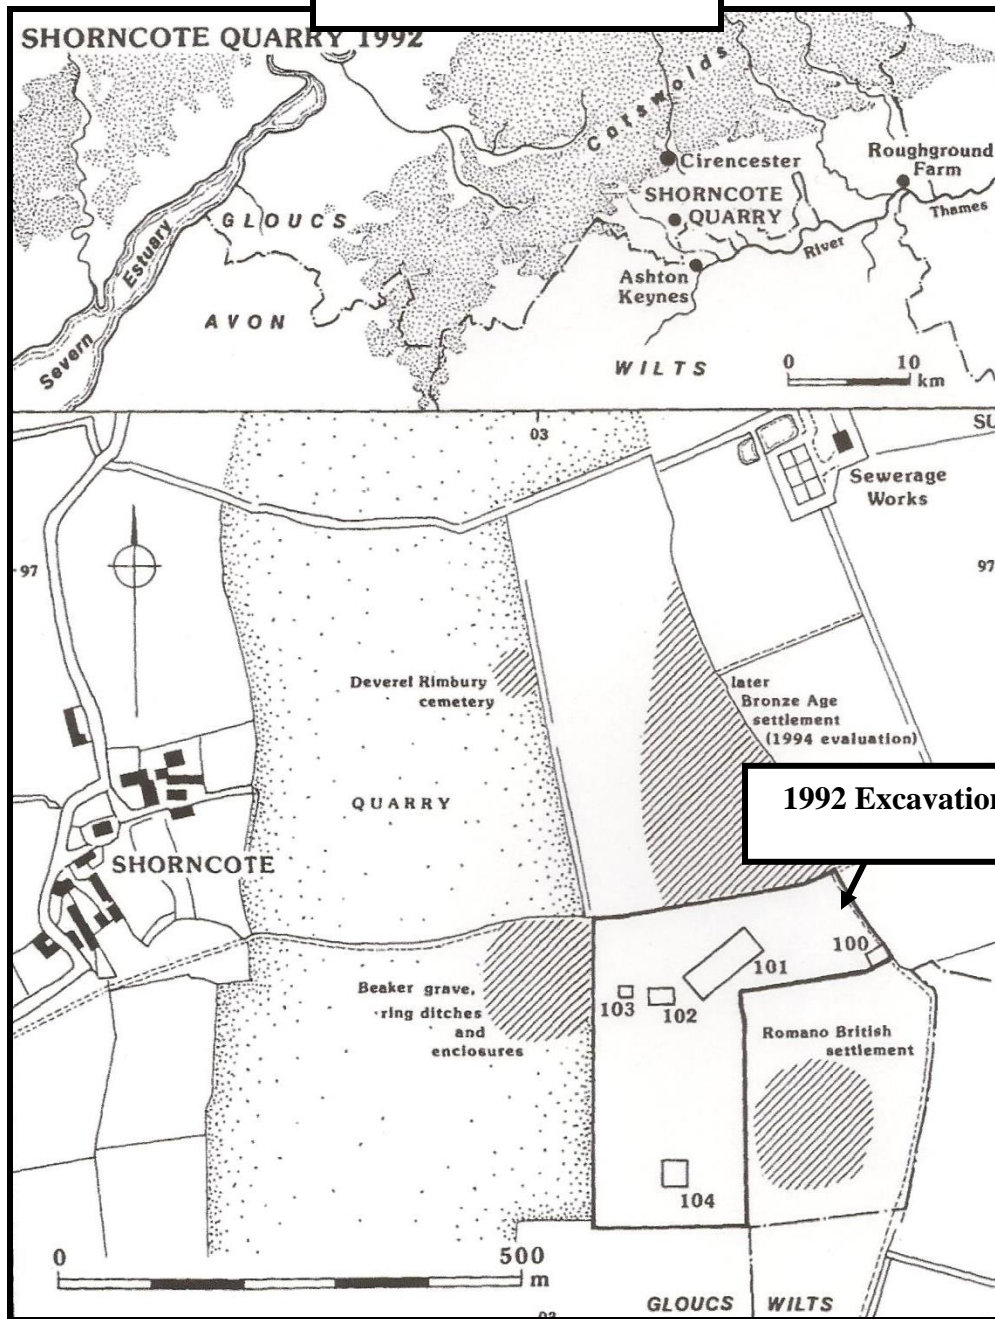 SHORNCOTE QUARRY 1992
Cotswolds
Cirencester
Roughground
Farm
SHORNCOTE
QUARRY
Thames
River
Ashton
Keynes
GLOUCS
Estuary
Severn
AVON
WILTS
0 10
km
03
SU
Sewerage
Works
97
97
Deverel Rimbury
cemetery
later
Bronze Age
settlement
(1994 evaluation)
QUARRY
1992 Excavation
SHORNCOTE
100
101
103
102
Beaker grave,
ring ditches
and
enclosures
Romano British
settlement
104
0 500
m
GLOUCS WILTS